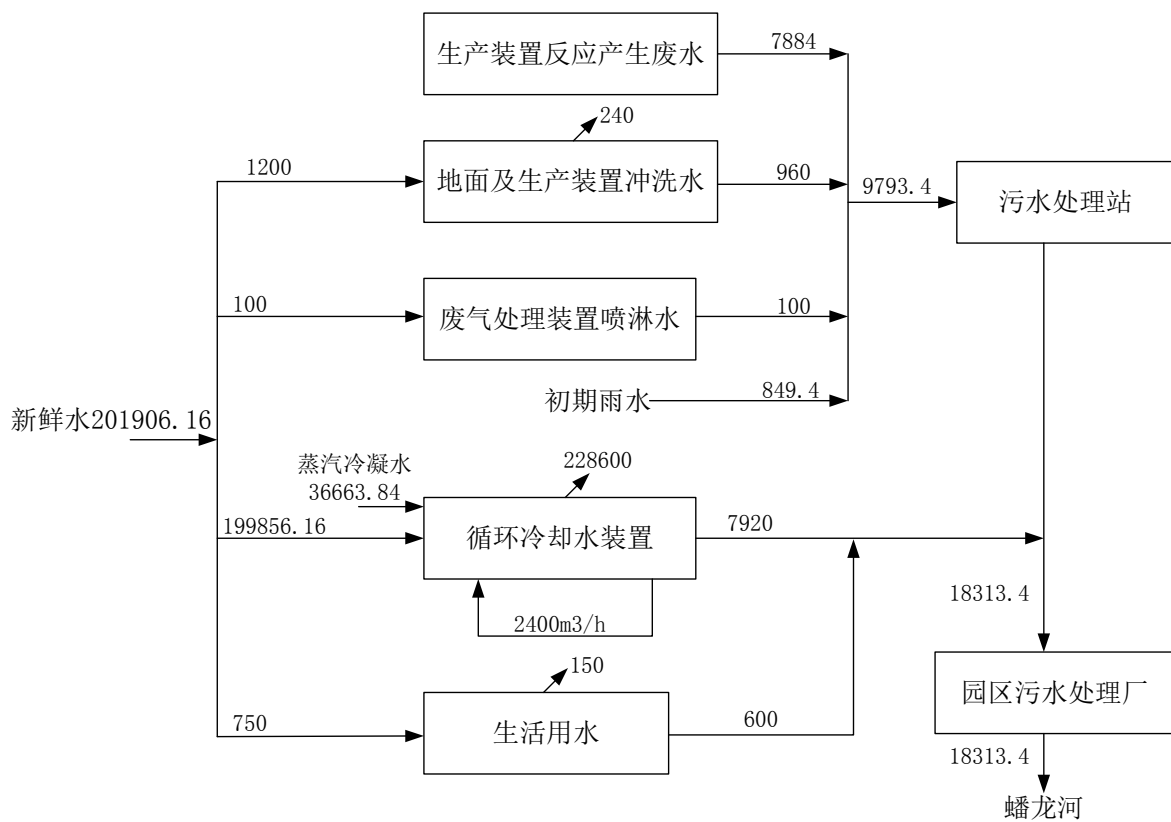 生产装置反应产生废水
7884
240
1200
地面及生产装置冲洗水
960
9793.4
污水处理站
100
废气处理装置喷淋水
100
初期雨水
849.4
新鲜水201906.16
蒸汽冷凝水
36663.84
228600
199856.16
循环冷却水装置
7920
2400m3/h
18313.4
150
750
生活用水
600
园区污水处理厂
18313.4
蟠龙河